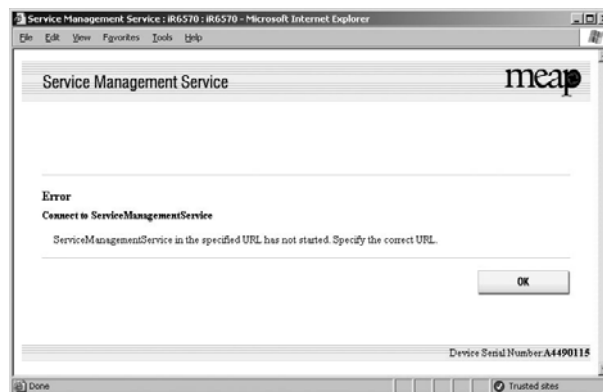 Service Management Service : iR6570 : iR6570 - Microsoft Internet Explorer
File Edit View Favorites Tools Help
Service Management Service
meap
Error
Connect to ServiceManagementService
ServiceManagementService in the specified URL has not started. Specify the correct URL.
OK
Device Serial Number:A4490115
Done
Trusted sites